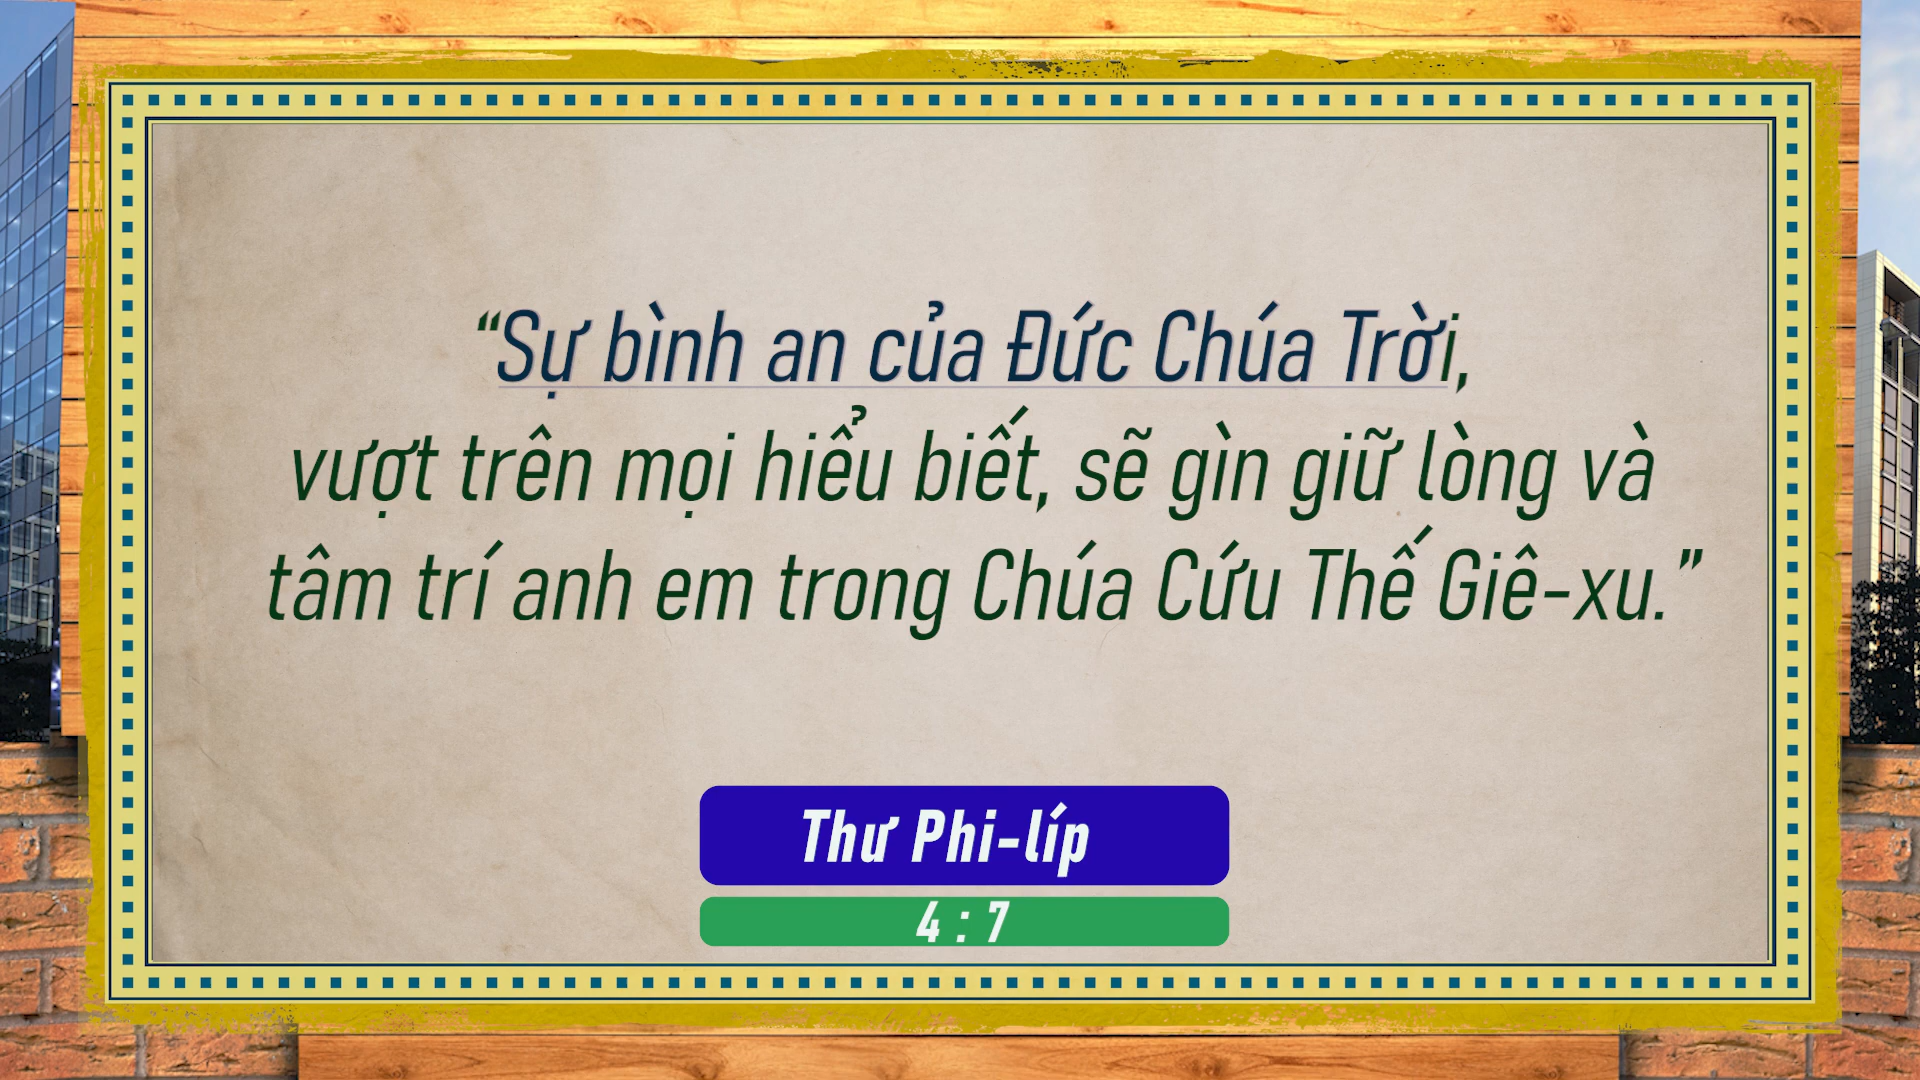 “Sự bình an của Đức Chúa Trời,
vượt trên mọi hiểu biết, sẽ gìn giữ lòng và
tâm trí anh em trong Chúa Cứu Thế Giê-xu.”
Thư Phi-líp
4 : 7